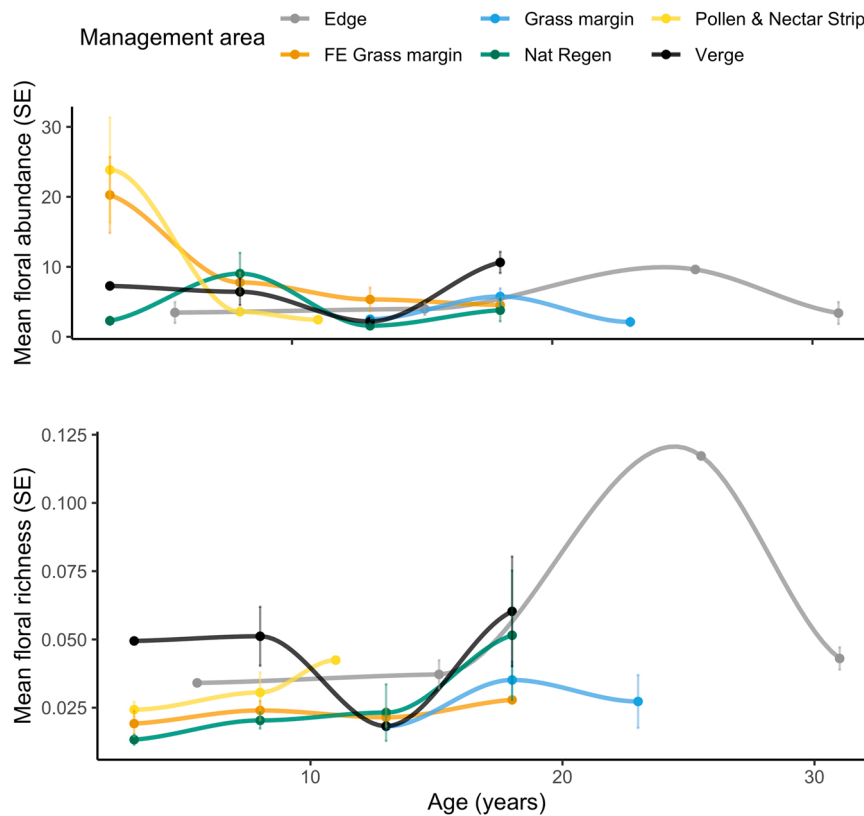 Management area
Edge
Grass margin
Pollen & Nectar Strip
FE Grass margin
Nat Regen
Verge
Mean floral abundance (SE)
30
20
10
0
Mean floral richness (SE)
0.125
0.100
0.075
0.050
0.025
10
20
30
Age (years)